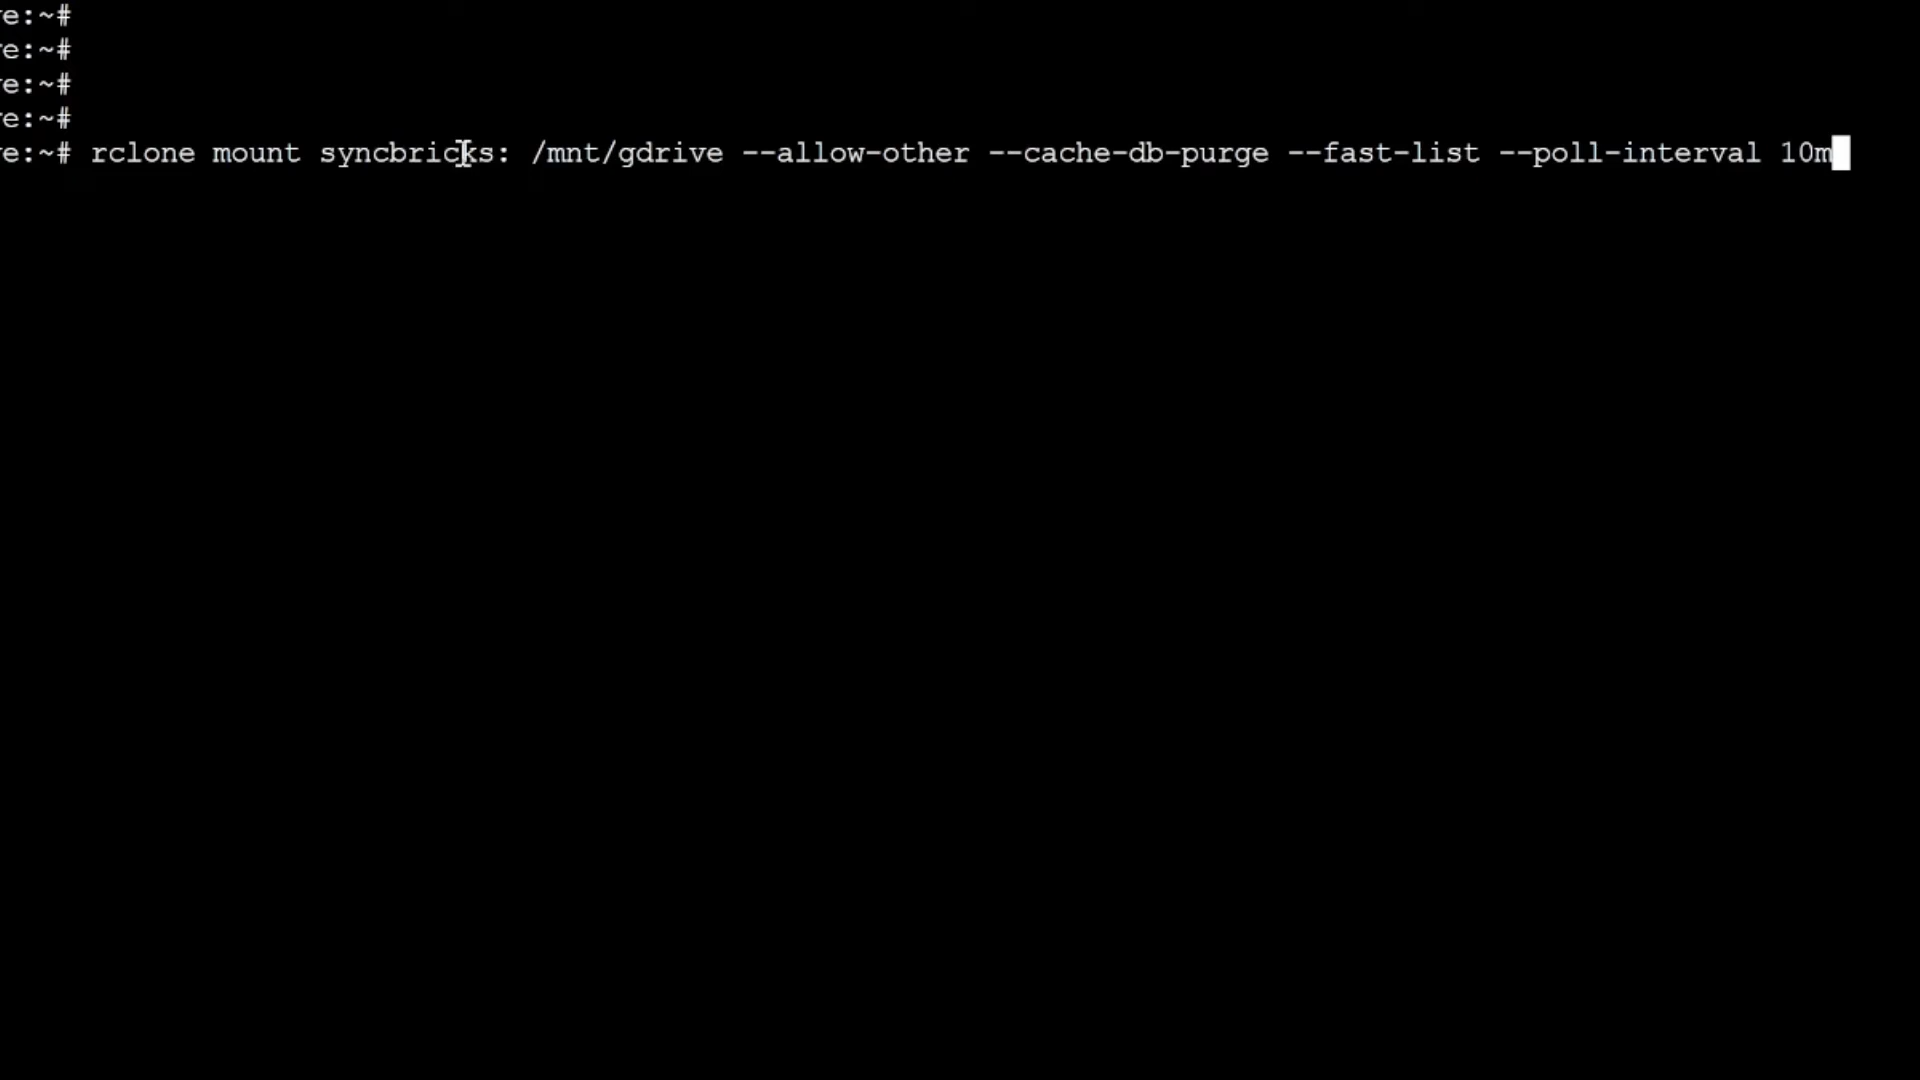 e:~#
e:~#
e:~#
e:~#
e:~# rclone mount syncbricks: /mnt/gdrive --allow-other --cache-db-purge --fast-list --poll-interval 10m